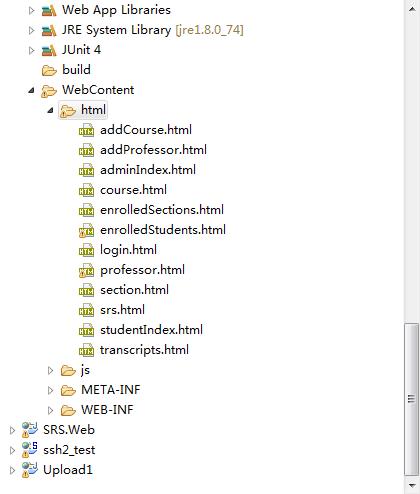 Web App Libraries
JRE System Library [jre1.8.0_74]
JUnit 4
build
WebContent
html
addCourse.html
addProfessor.html
adminIndex.html
course.html
enrolledSections.html
enrolledStudents.html
login.html
professor.html
section.html
srs.html
studentIndex.html
transcripts.html
js
META-INF
WEB-INF
SRS.Web
ssh2_test
Upload1